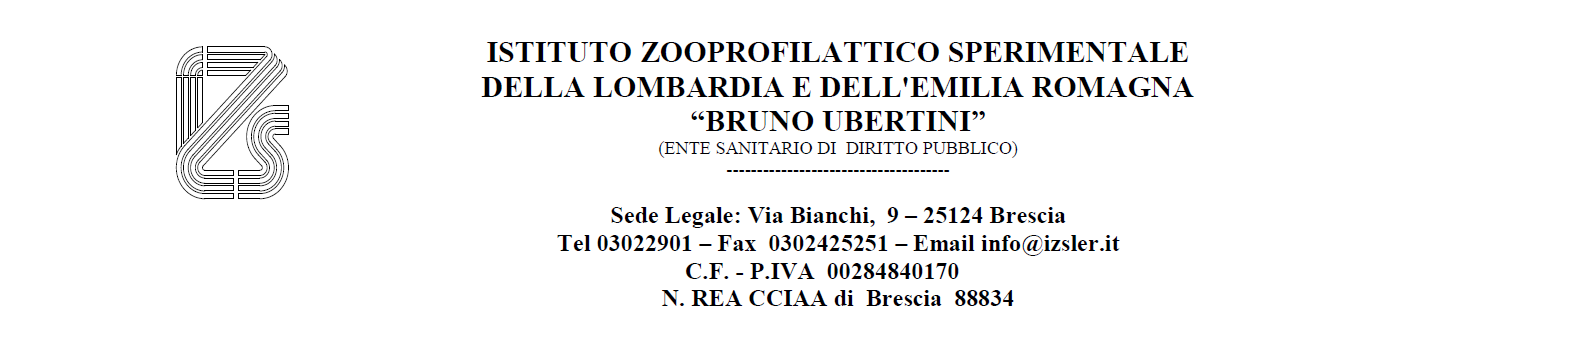 ISTITUTO ZOOPROFILATTICO SPERIMENTALE
DELLA LOMBARDIA E DELL'EMILIA ROMAGNA
“BRUNO UBERTINI”
(ENTE SANITARIO DI DIRITTO PUBBLICO)
-------------------------------------
Sede Legale: Via Bianchi, 9 – 25124 Brescia
Tel 03022901 – Fax 0302425251 – Email info@izsler.it
C.F. - P.IVA 00284840170
N. REA CCIAA di Brescia 88834